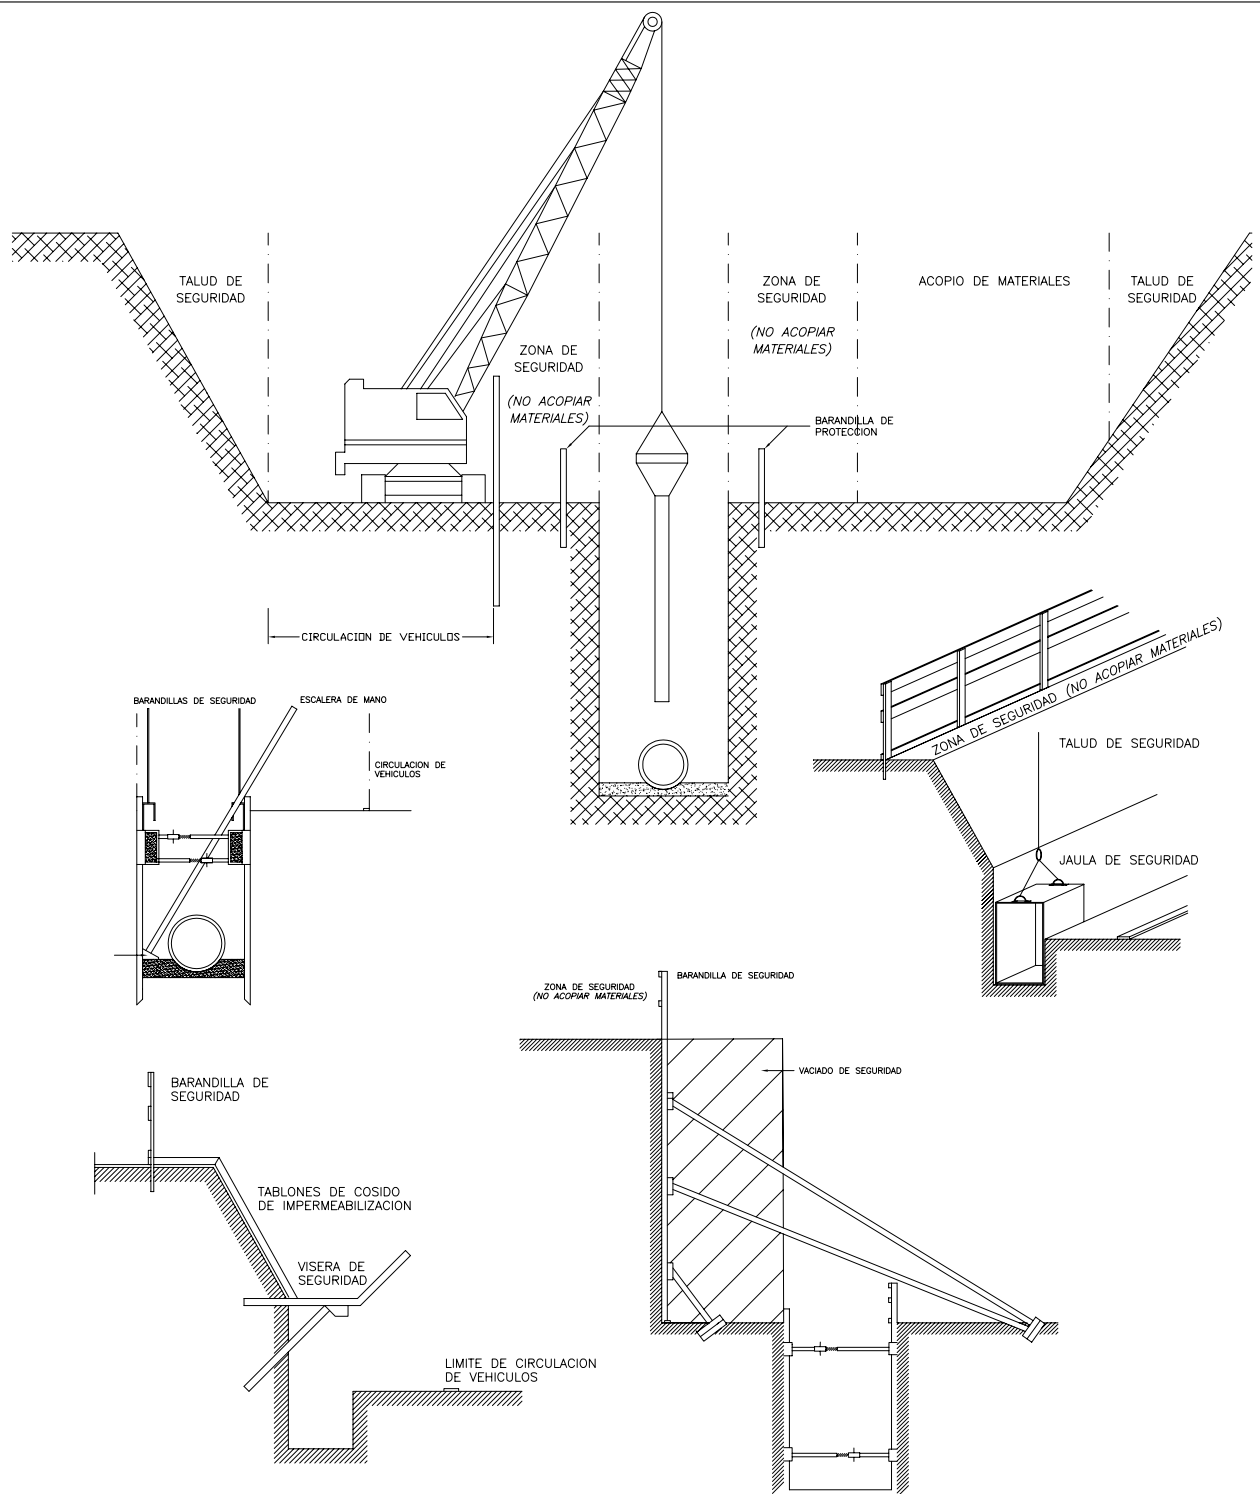 TALUD DE
SEGURIDAD
ZONA DE
SEGURIDAD
(NO ACOPIAR
MATERIALES)
ZONA DE
SEGURIDAD
(NO ACOPIAR
MATERIALES)
ACOPIO DE MATERIALES
TALUD DE
SEGURIDAD
BARANDILLA DE
PROTECCION
CIRCULACION DE VEHICULOS
BARANDILLAS DE SEGURIDAD
ESCALERA DE MANO
CIRCULACION DE
VEHICULOS
ZONA DE SEGURIDAD (NO ACOPIAR MATERIALES)
TALUD DE SEGURIDAD
JAULA DE SEGURIDAD
BARANDILLA DE
SEGURIDAD
TABLONES DE COSIDO
DE IMPERMEABILIZACION
VISERA DE
SEGURIDAD
LIMITE DE CIRCULACION
DE VEHICULOS
ZONA DE SEGURIDAD
(NO ACOPIAR MATERIALES)
BARANDILLA DE SEGURIDAD
VACIADO DE SEGURIDAD